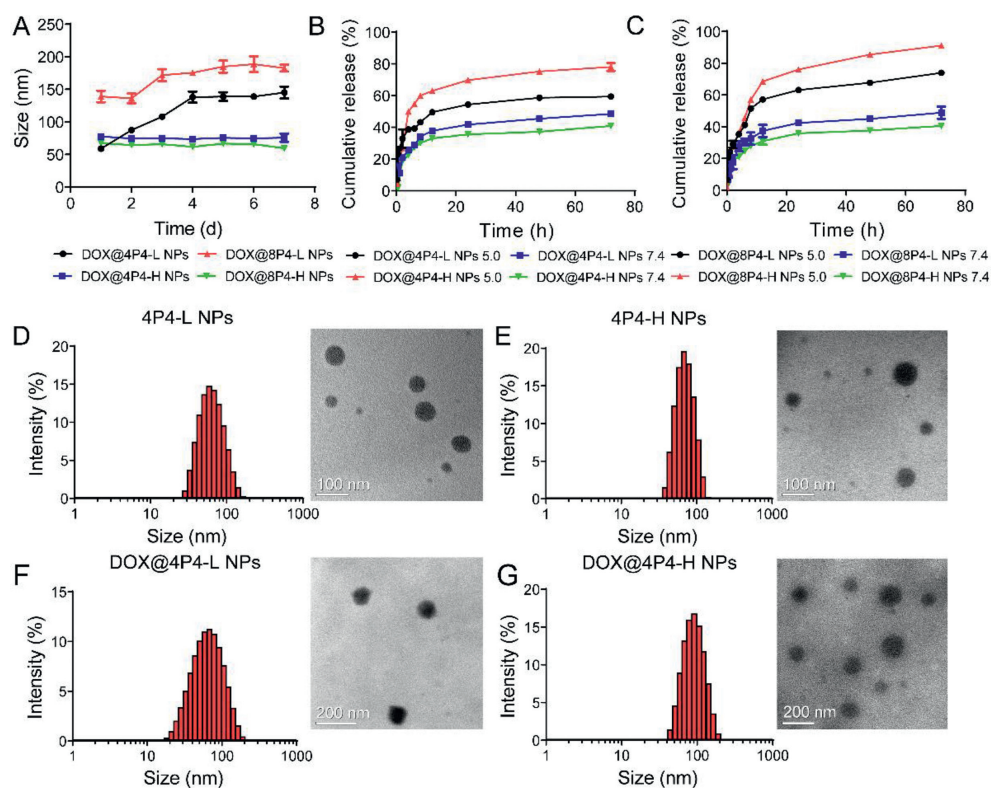 A
B
C
Size (nm)
250
200
150
100
50
0
0 2 4 6 8
Time (d)
Cumulative release (%)
100
80
60
40
20
0
0 20 40 60 80
Time (h)
Cumulative release (%)
100
80
60
40
20
0
0 20 40 60 80
Time (h)
DOX@4P4-L NPs DOX@8P4-L NPs DOX@4P4-L NPs 5.0 DOX@4P4-L NPs 7.4 DOX@8P4-L NPs 5.0 DOX@8P4-L NPs 7.4
DOX@4P4-H NPs DOX@8P4-H NPs DOX@4P4-H NPs 5.0 DOX@4P4-H NPs 7.4 DOX@8P4-H NPs 5.0 DOX@8P4-H NPs 7.4
D
4P4-L NPs
Intensity (%)
20
15
10
5
0
1 10 100 1000
Size (nm)
100 nm
E
4P4-H NPs
Intensity (%)
20
15
10
5
0
1 10 100 1000
Size (nm)
100 nm
F
DOX@4P4-L NPs
Intensity (%)
15
10
5
0
1 10 100 1000
Size (nm)
200 nm
G
DOX@4P4-H NPs
Intensity (%)
20
15
10
5
0
1 10 100 1000
Size (nm)
200 nm